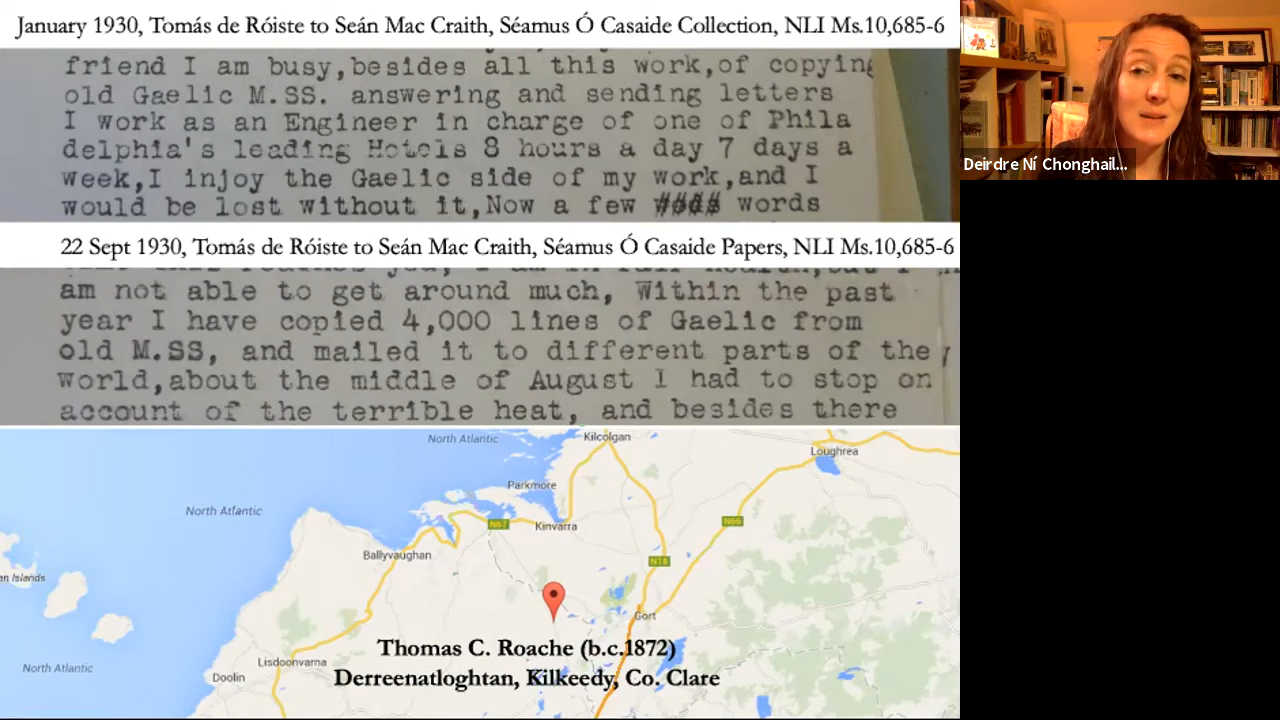 January 1930, Tomás de Róiste to Seán Mac Craith, Séamus Ó Casaide Collection, NLI Ms.10,685-6
friend I am busy,besides all this work,of copying
old Gaelic M.SS. answering and sending letters
I work as an Engineer in charge of one of Phila
delphia's leading Hotels 8 hours a day 7 days a
week,I injoy the Gaelic side of my work,and I
would be lost without it,Now a few words
22 Sept 1930, Tomás de Róiste to Seán Mac Craith, Séamus Ó Casaide Papers, NLI Ms.10,685-6
am not able to get around much, Within the past
year I have copied 4,000 lines of Gaelic from
old M.SS, and mailed it to different parts of the
world,about the middle of August I had to stop on
account of the terrible heat, and besides there
North Atlantic
Kilcolgan
Loughrea
Parkmore
North Atlantic
N67
Kinvarra
N66
Ballyvaughan
N18
en Islands
Gort
Thomas C. Roache (b.c.1872)
Lisdoonvarna
North Atlantic
Doolin
Derreenatloghtan, Kilkeedy, Co. Clare
Deirdre Ní Chonghail...